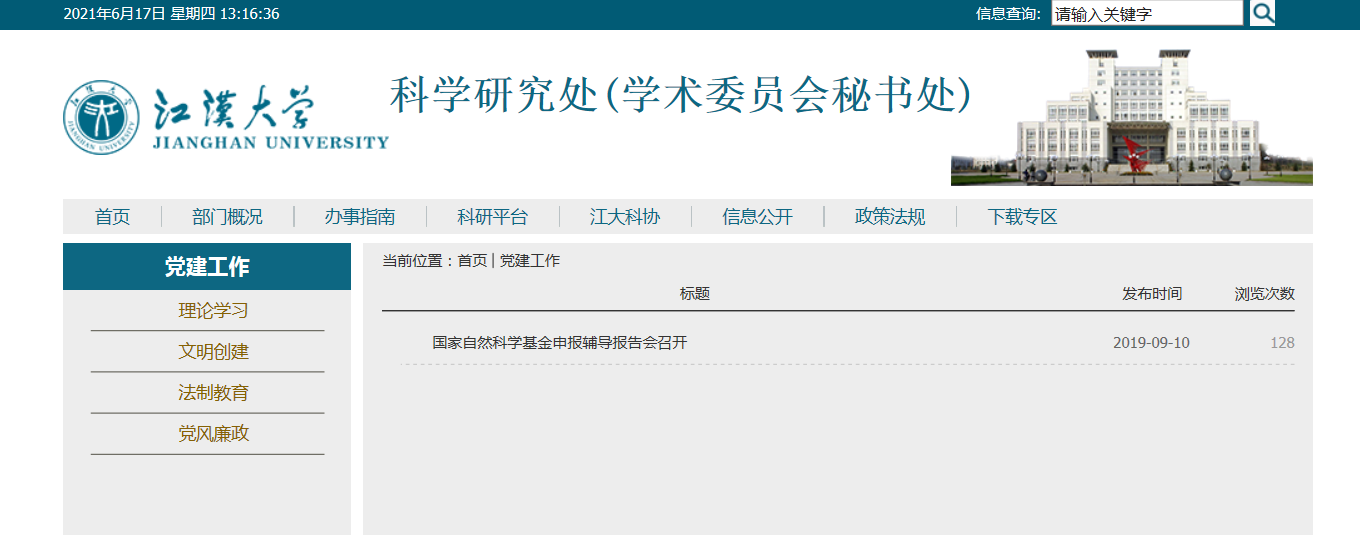 2021年6月17日 星期四 13:16:36 信息查询: 请输入关键字
科学研究处(学术委员会秘书处)
江漢大学
JIANGHAN UNIVERSITY
首页 部门概况 办事指南 科研平台 江大科协 信息公开 政策法规 下载专区
党建工作
理论学习
文明创建
法制教育
党风廉政
当前位置：首页 | 党建工作
标题 发布时间 浏览次数
国家自然科学基金申报辅导报告会召开 2019-09-10 128